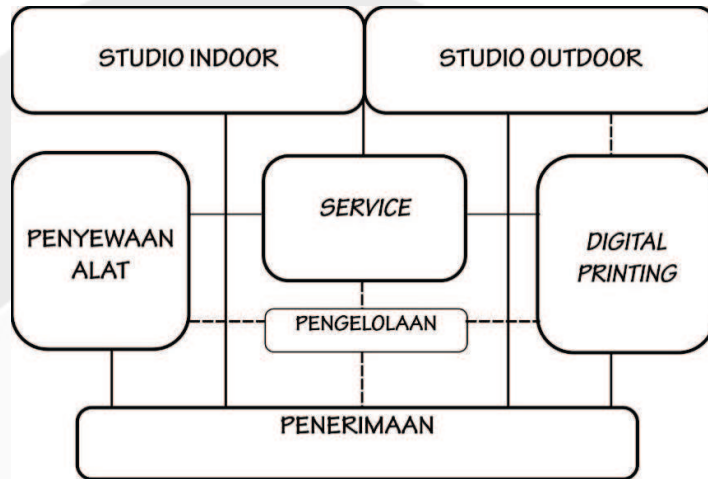 STUDIO INDOOR
STUDIO OUTDOOR
SERVICE
PENYEWAAN
ALAT
DIGITAL
PRINTING
PENGELOLAAN
PENERIMAAN